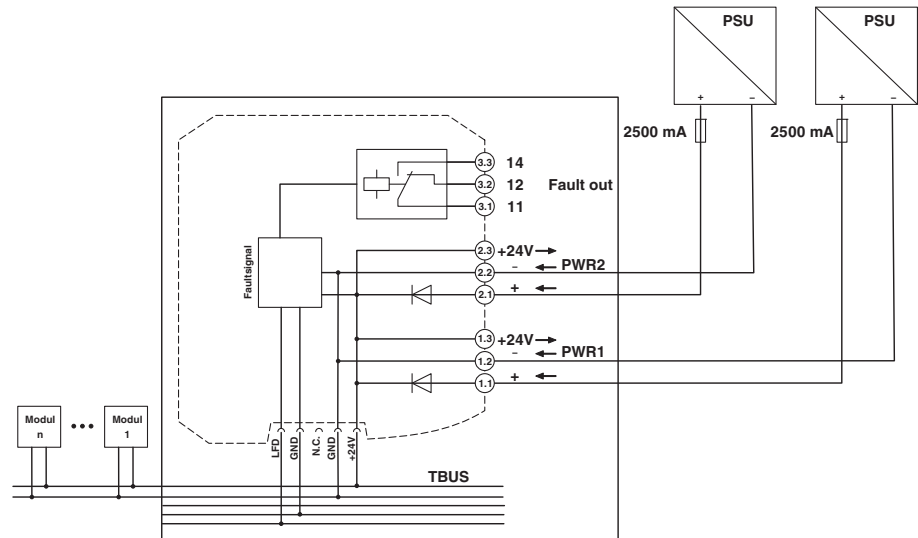 PSU
PSU
+
–
+
–
2500 mA
2500 mA
3.3 14
3.2 12 Fault out
3.1 11
Faultsignal
2.3 +24V
2.2 – PWR2
2.1 +
1.3 +24V
1.2 – PWR1
1.1 +
Modul
n
Modul
1
LFD
GND
N.C.
GND
+24V
TBUS